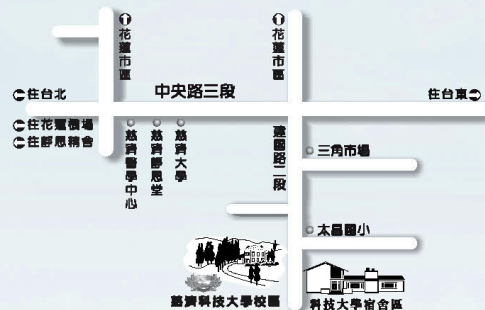 花蓮市區
花蓮市區
往台北
中央路三段
往台東
往花蓮機場
往靜思精舍
慈濟醫學中心
慈濟靜思堂
慈濟大學
建國路二段
三角市場
太昌國小
慈濟科技大學校區
科技大學宿舍區